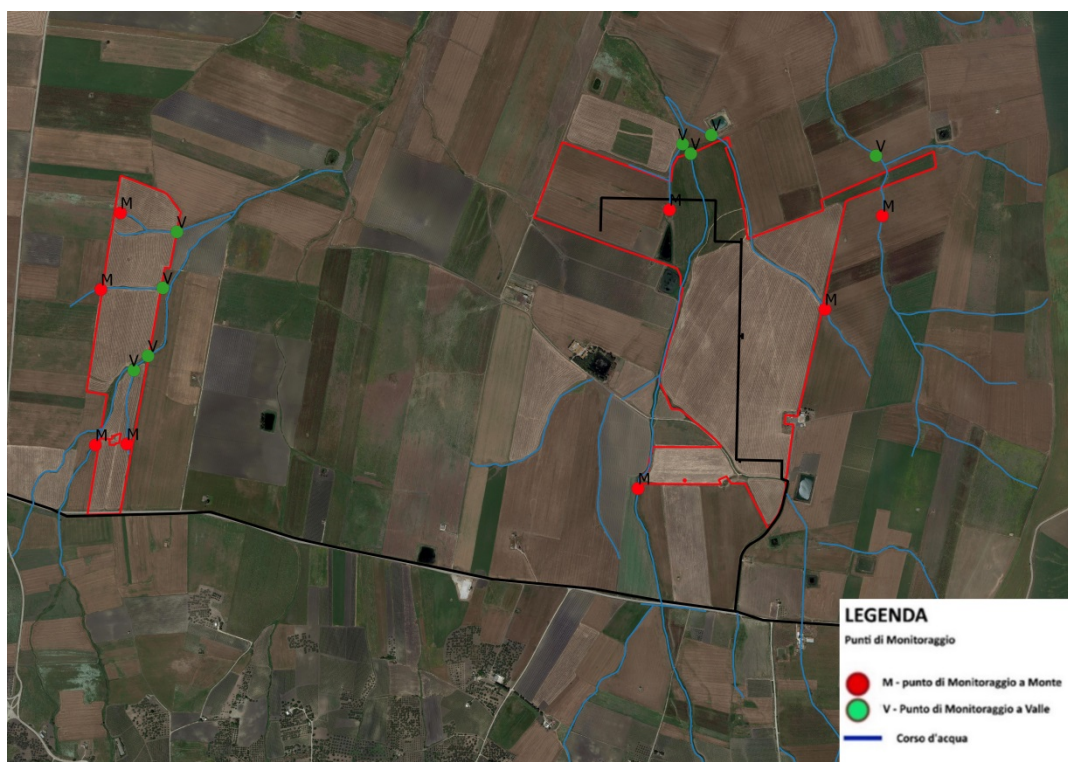 V
V
V
V
M
M
V
M
M
V
V
M
V
V
M
M
M
LEGENDA
Punti di Monitoraggio
M - punto di Monitoraggio a Monte
V - Punto di Monitoraggio a Valle
Corso d'acqua